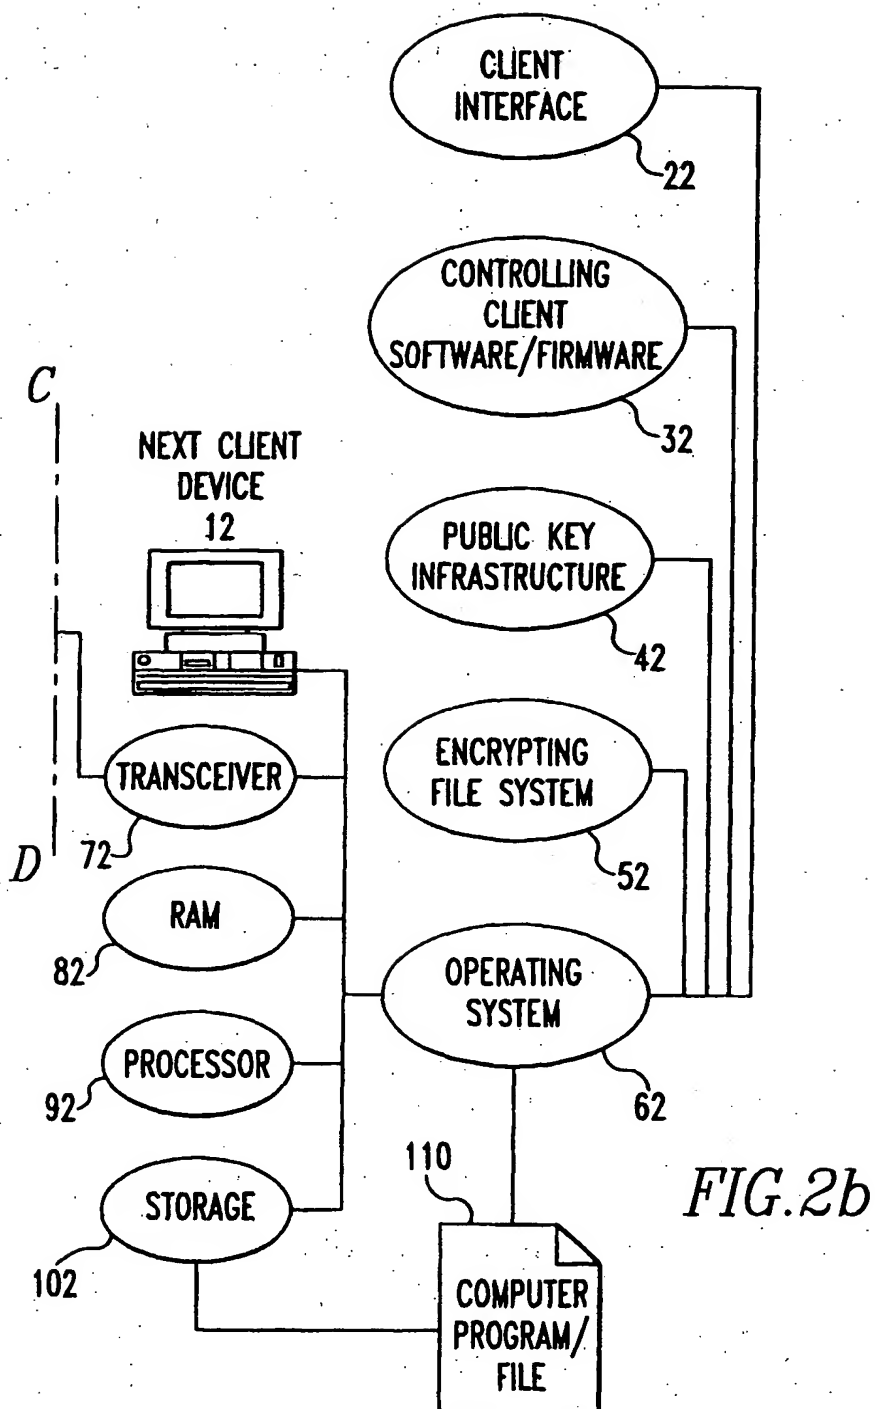 CLIENT
INTERFACE
22
CONTROLLING
CLIENT
SOFTWARE/FIRMWARE
32
C
NEXT CLIENT
DEVICE
12
PUBLIC KEY
INFRASTRUCTURE
42
TRANSCEIVER
72
D
ENCRYPTING
FILE SYSTEM
52
RAM
82
OPERATING
SYSTEM
62
PROCESSOR
92
110
FIG.2b
STORAGE
102
COMPUTER
PROGRAM/
FILE